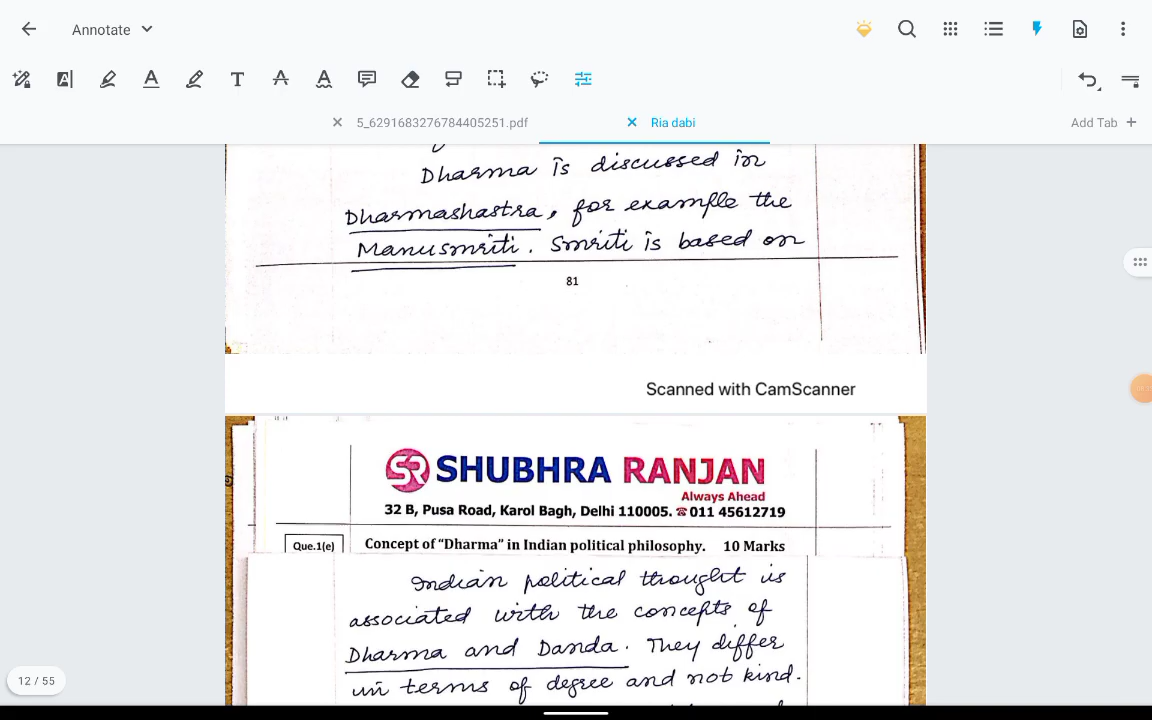 Annotate
T
5_6291683276784405251.pdf
Ria dabi
Add Tab +
Dharma is discussed in
Dharmashastra, for example the
Manusmriti. Smriti is based on
81
Scanned with CamScanner
SR SHUBHRA RANJAN
Always Ahead
32 B, Pusa Road, Karol Bagh, Delhi 110005. ☎ 011 45612719
Que.1(e) Concept of “Dharma” in Indian political philosophy. 10 Marks
Indian political thought is
associated with the concepts of
Dharma and Danda. They differ
in terms of degree and not kind.
12 / 55